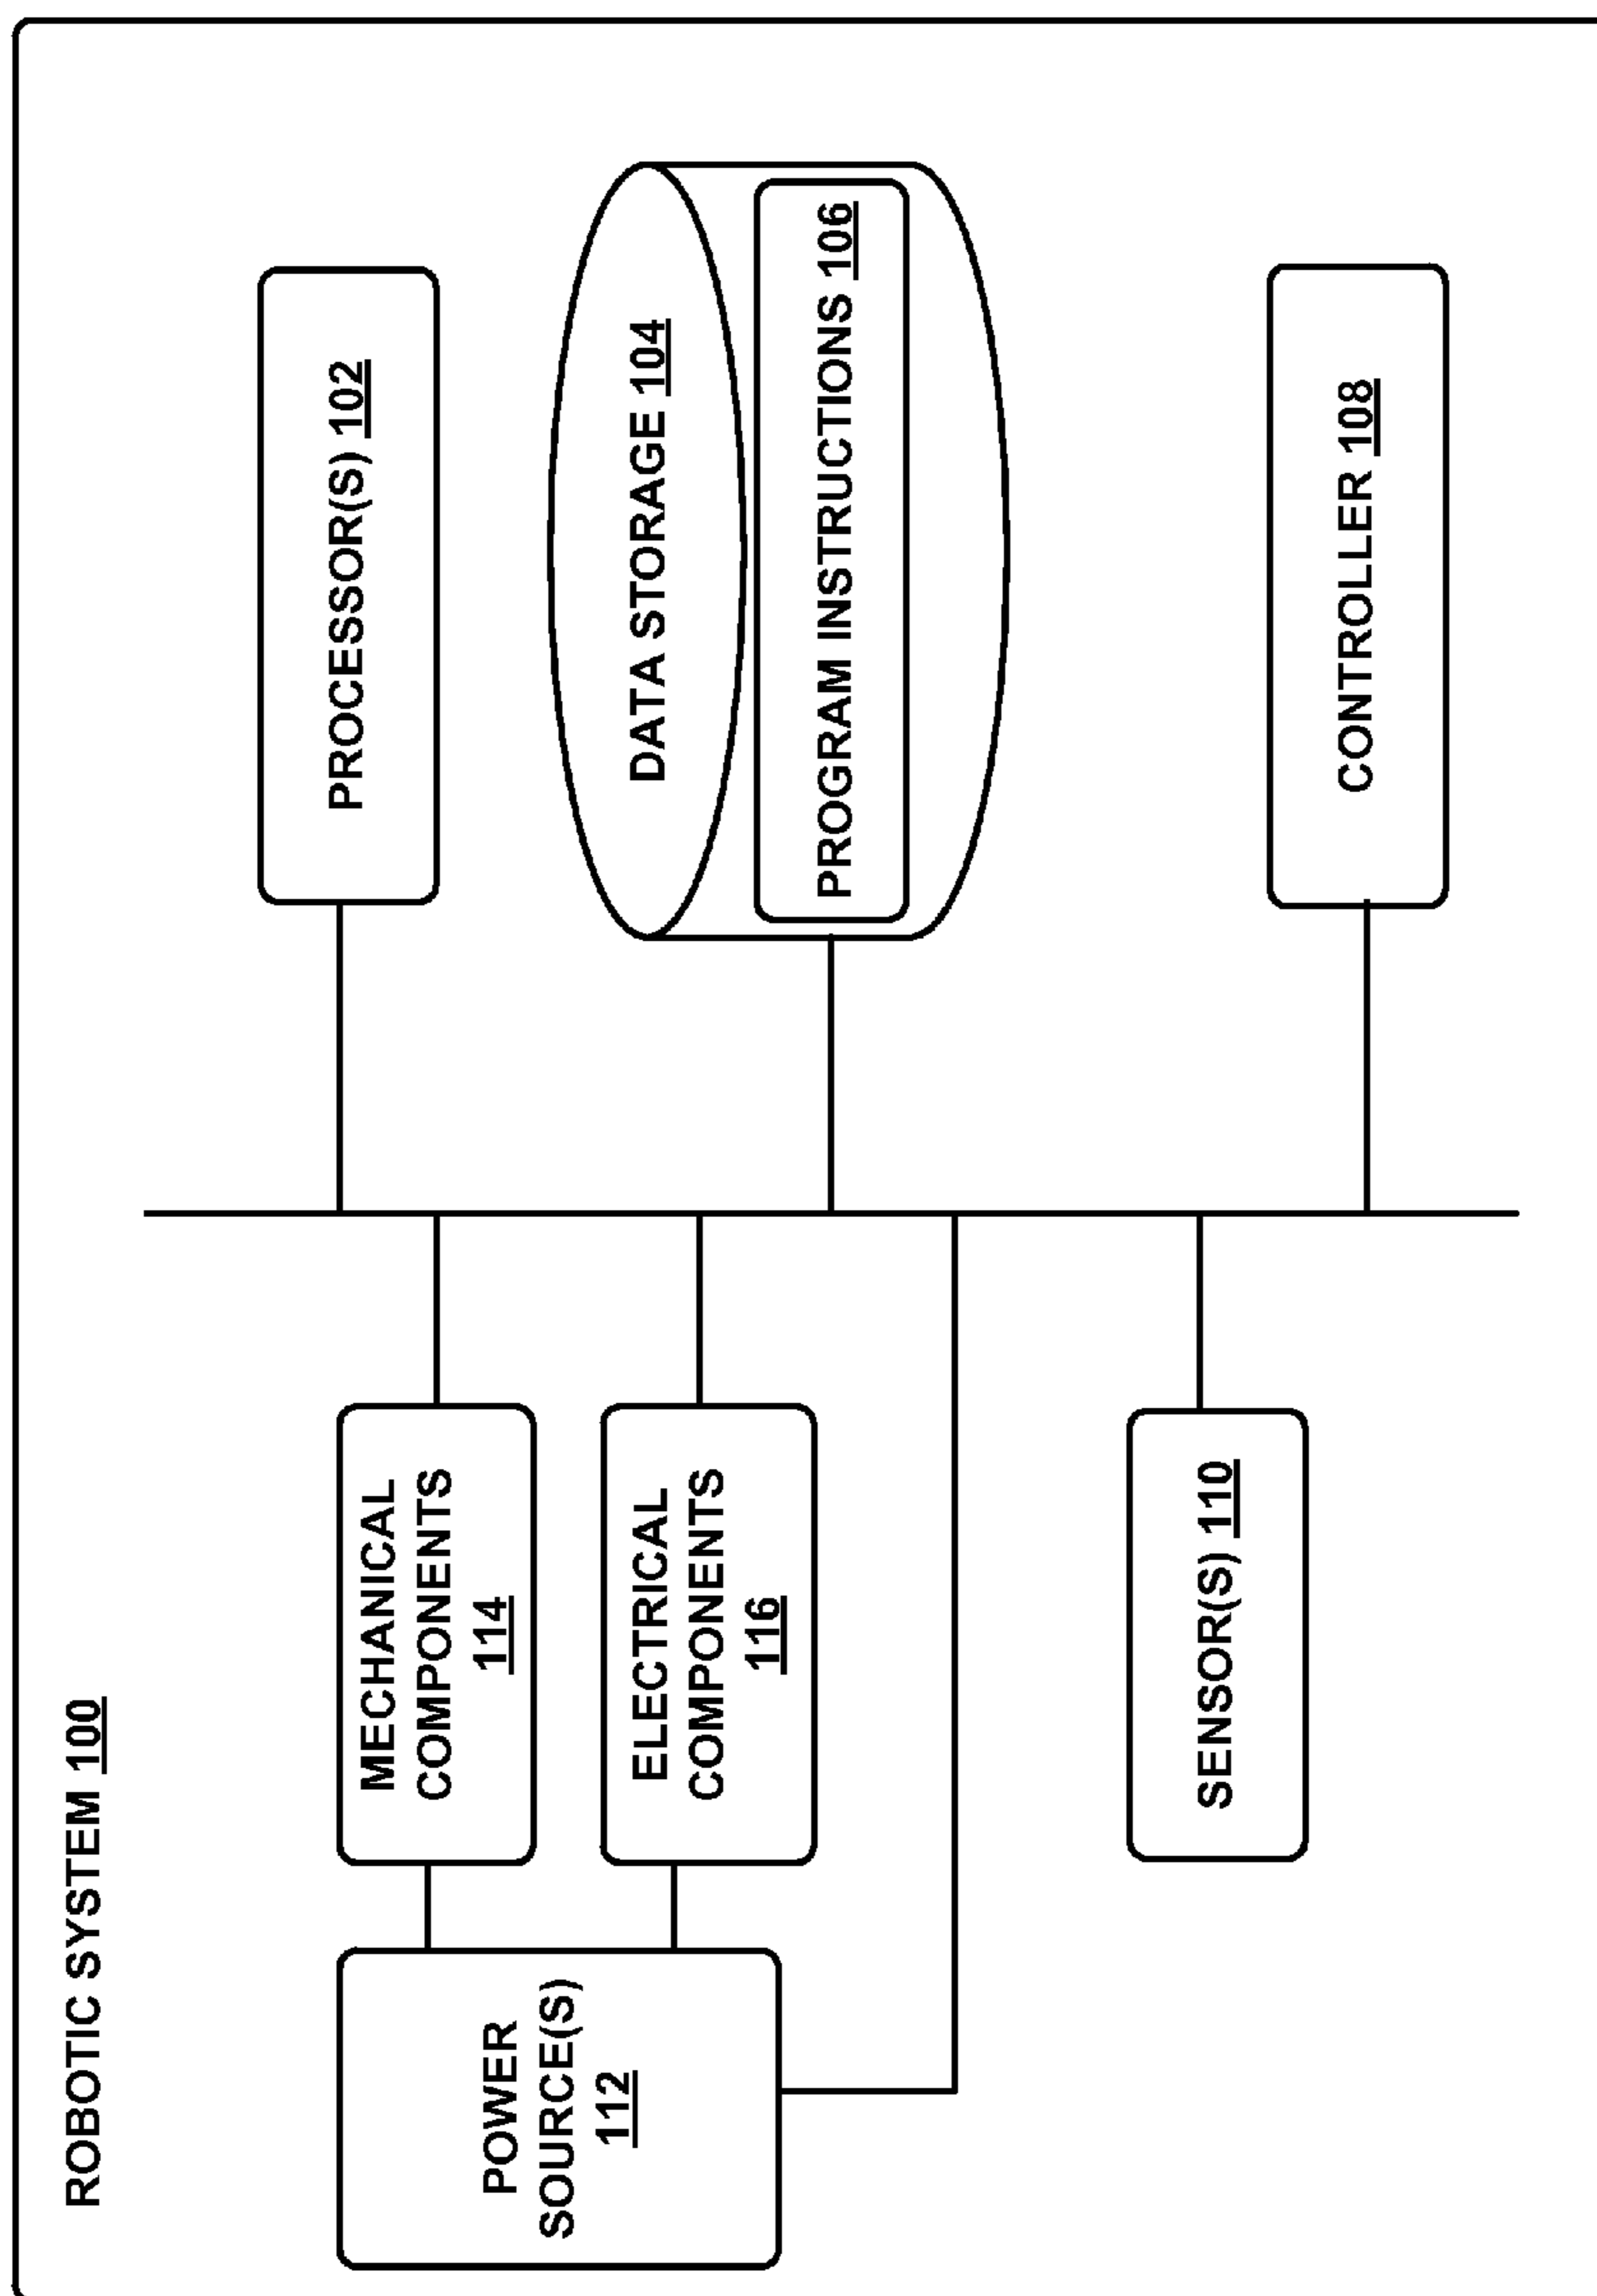 ROBOTIC SYSTEM 100
POWER
SOURCE(S)
112
MECHANICAL
COMPONENTS
114
ELECTRICAL
COMPONENTS
116
SENSOR(S) 110
PROCESSOR(S) 102
DATA STORAGE 104
PROGRAM INSTRUCTIONS 106
CONTROLLER 108